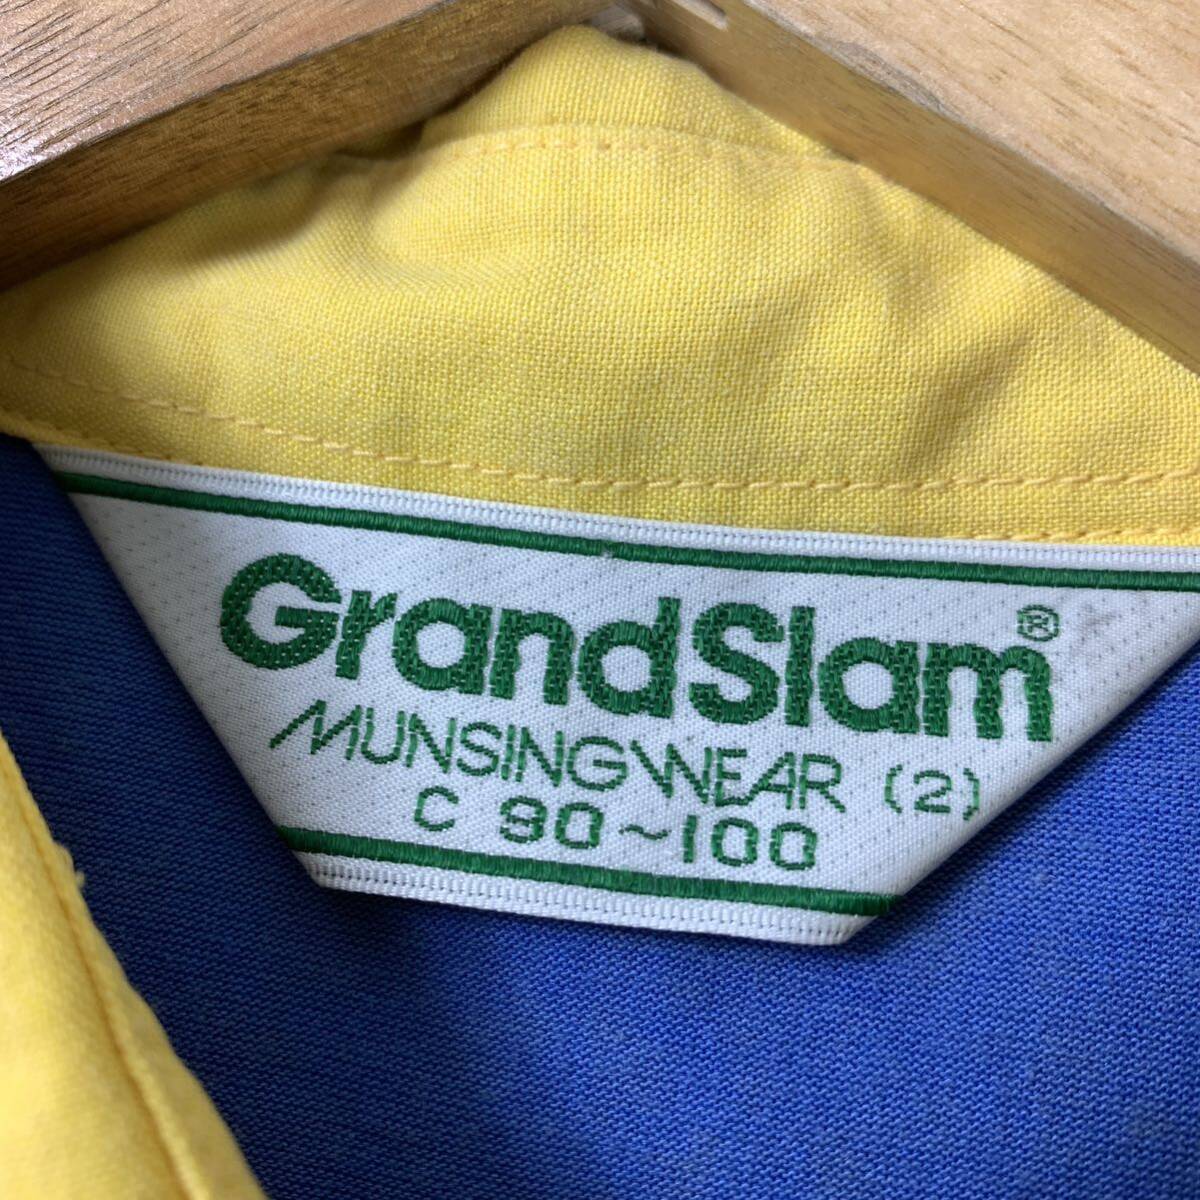 GrandSlam®
MUNSINGWEAR (2)
C 90~100